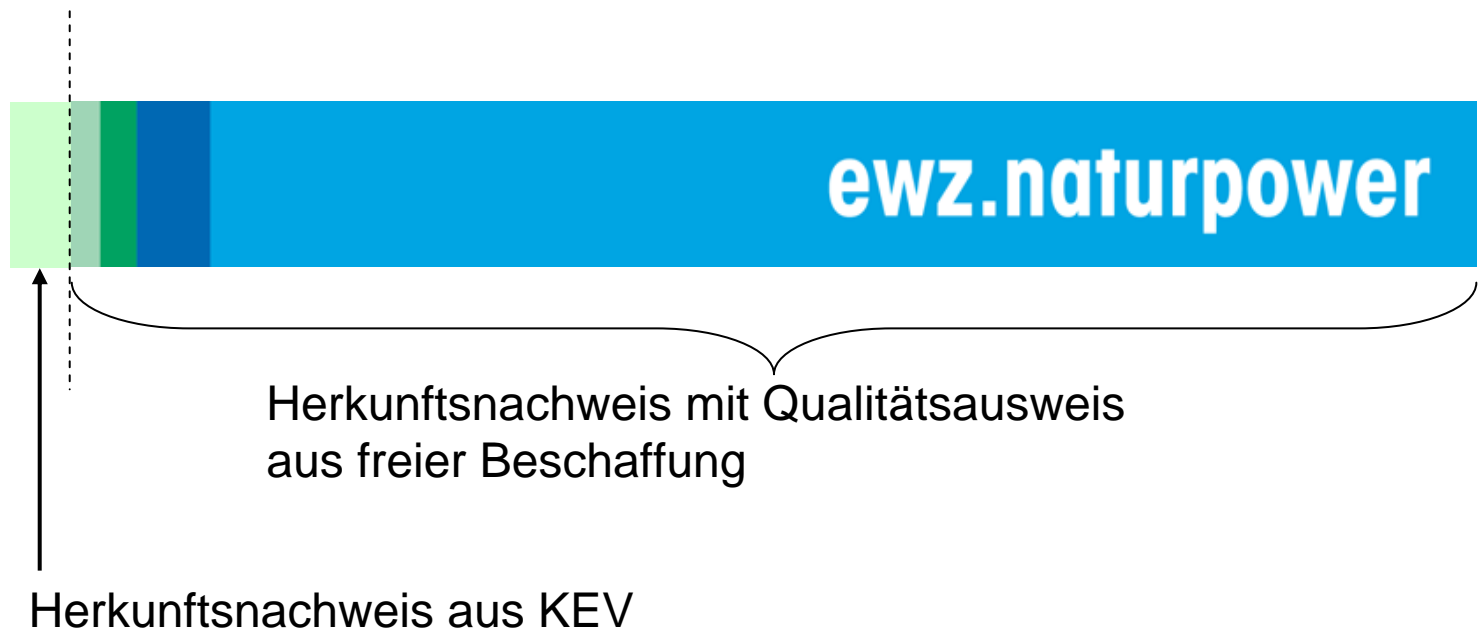 ewz.naturpower
Herkunftsnachweis mit Qualitätsausweis
aus freier Beschaffung
Herkunftsnachweis aus KEV